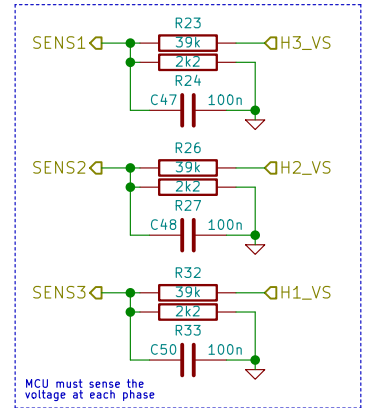 R23
SENS1 39k H3_VS
2k2
R24
C47 100n
R26
SENS2 39k H2_VS
2k2
R27
C48 100n
R32
SENS3 39k H1_VS
2k2
R33
C50 100n
MCU must sense the
voltage at each phase